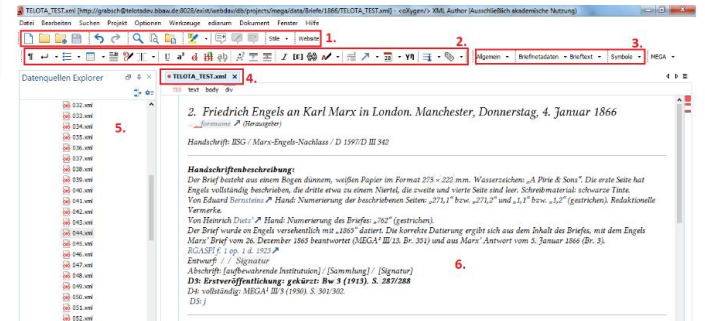 TELOTA_TEST.xml [http://grabsch@telotadev.bbaw.de:8028/exist/webdav/db/projects/mega/data/Briefe/1866/TELOTA_TEST.xml] - <oXygen/> XML Author (Ausschließlich akademische Nutzung)
Datei Bearbeiten Suchen Projekt Optionen Werkzeuge ediarum Dokument Fenster Hilfe
Stile Website 1.
2. 3.
Allgemein Briefmetadaten Brieftext Symbole MEGA
Datenquellen Explorer
TELOTA_TEST.xml × 4.
TEI text body div
032.xml
033.xml
034.xml
035.xml
036.xml
037.xml
038.xml
039.xml
040.xml
041.xml
042.xml
043.xml
044.xml
045.xml
046.xml
047.xml
048.xml
049.xml
050.xml
051.xml
052.xml
5.
2. Friedrich Engels an Karl Marx in London. Manchester, Donnerstag, 4. Januar 1866
forename (Herausgeber)
Handschrift: IISG / Marx-Engels-Nachlass / D 1597/D III 342
Handschriftenbeschreibung:
Der Brief besteht aus einem Bogen dünnem, weißen Papier im Format 273 × 222 mm. Wasserzeichen: „A Pirie & Sons". Die erste Seite hat
Engels vollständig beschrieben, die dritte etwa zu einem Viertel, die zweite und vierte Seite sind leer. Schreibmaterial: schwarze Tinte.
Von Eduard Bernsteins Hand: Numerierung der beschriebenen Seiten: „271,1" bzw. „271,2" und „1,1" bzw. „1,2" (gestrichen). Redaktionelle
Vermerke.
Von Heinrich Dietz' Hand: Numerierung des Briefes: „762" (gestrichen).
Der Brief wurde on Engels versehentlich mit „1865" datiert. Die korrekte Datierung ergibt sich aus dem Inhalt des Briefes, mit dem Engels
Marx' Brief vom 26. Dezember 1865 beantwortet (MEGA² III/13. Br. 351) und aus Marx' Antwort vom 5. Januar 1866 (Br. 3).
RGASPI f. 1 op. 1 d. 1923
Entwurf: / / Signatur
Abschrift: [aufbewahrende Institutuion] / [Sammlung] / [Signatur]
D3: Erstveröffentlichung: gekürzt: Bw 3 (1913). S. 287/288
D4: vollständig: MEGA¹ III/3 (1930). S. 301/302.
D5: j
6.